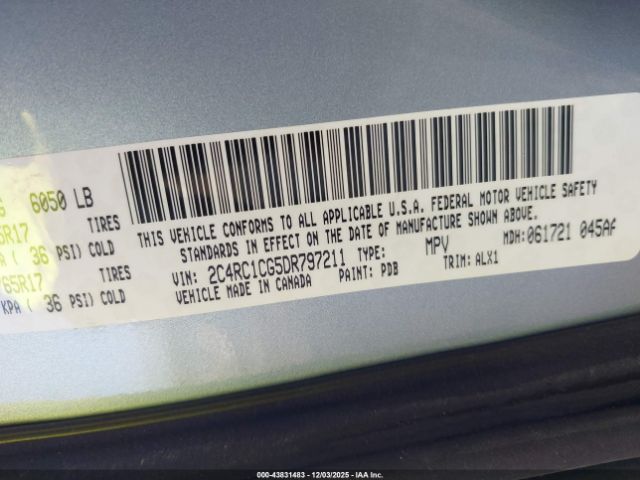 6050 LB
5R17 TIRES
A ( 36 PSI) COLD
65R17 TIRES
KPA ( 36 PSI) COLD
THIS VEHICLE CONFORMS TO ALL APPLICABLE U.S.A. FEDERAL MOTOR VEHICLE SAFETY
STANDARDS IN EFFECT ON THE DATE OF MANUFACTURE SHOWN ABOVE.
VIN: 2C4RC1CG5DR797211 TYPE: MPV MDH: 061721 045AA
VEHICLE MADE IN CANADA PAINT: PDB TRIM: ALX1
000-43831483 - 12/03/2025 - IAA Inc.